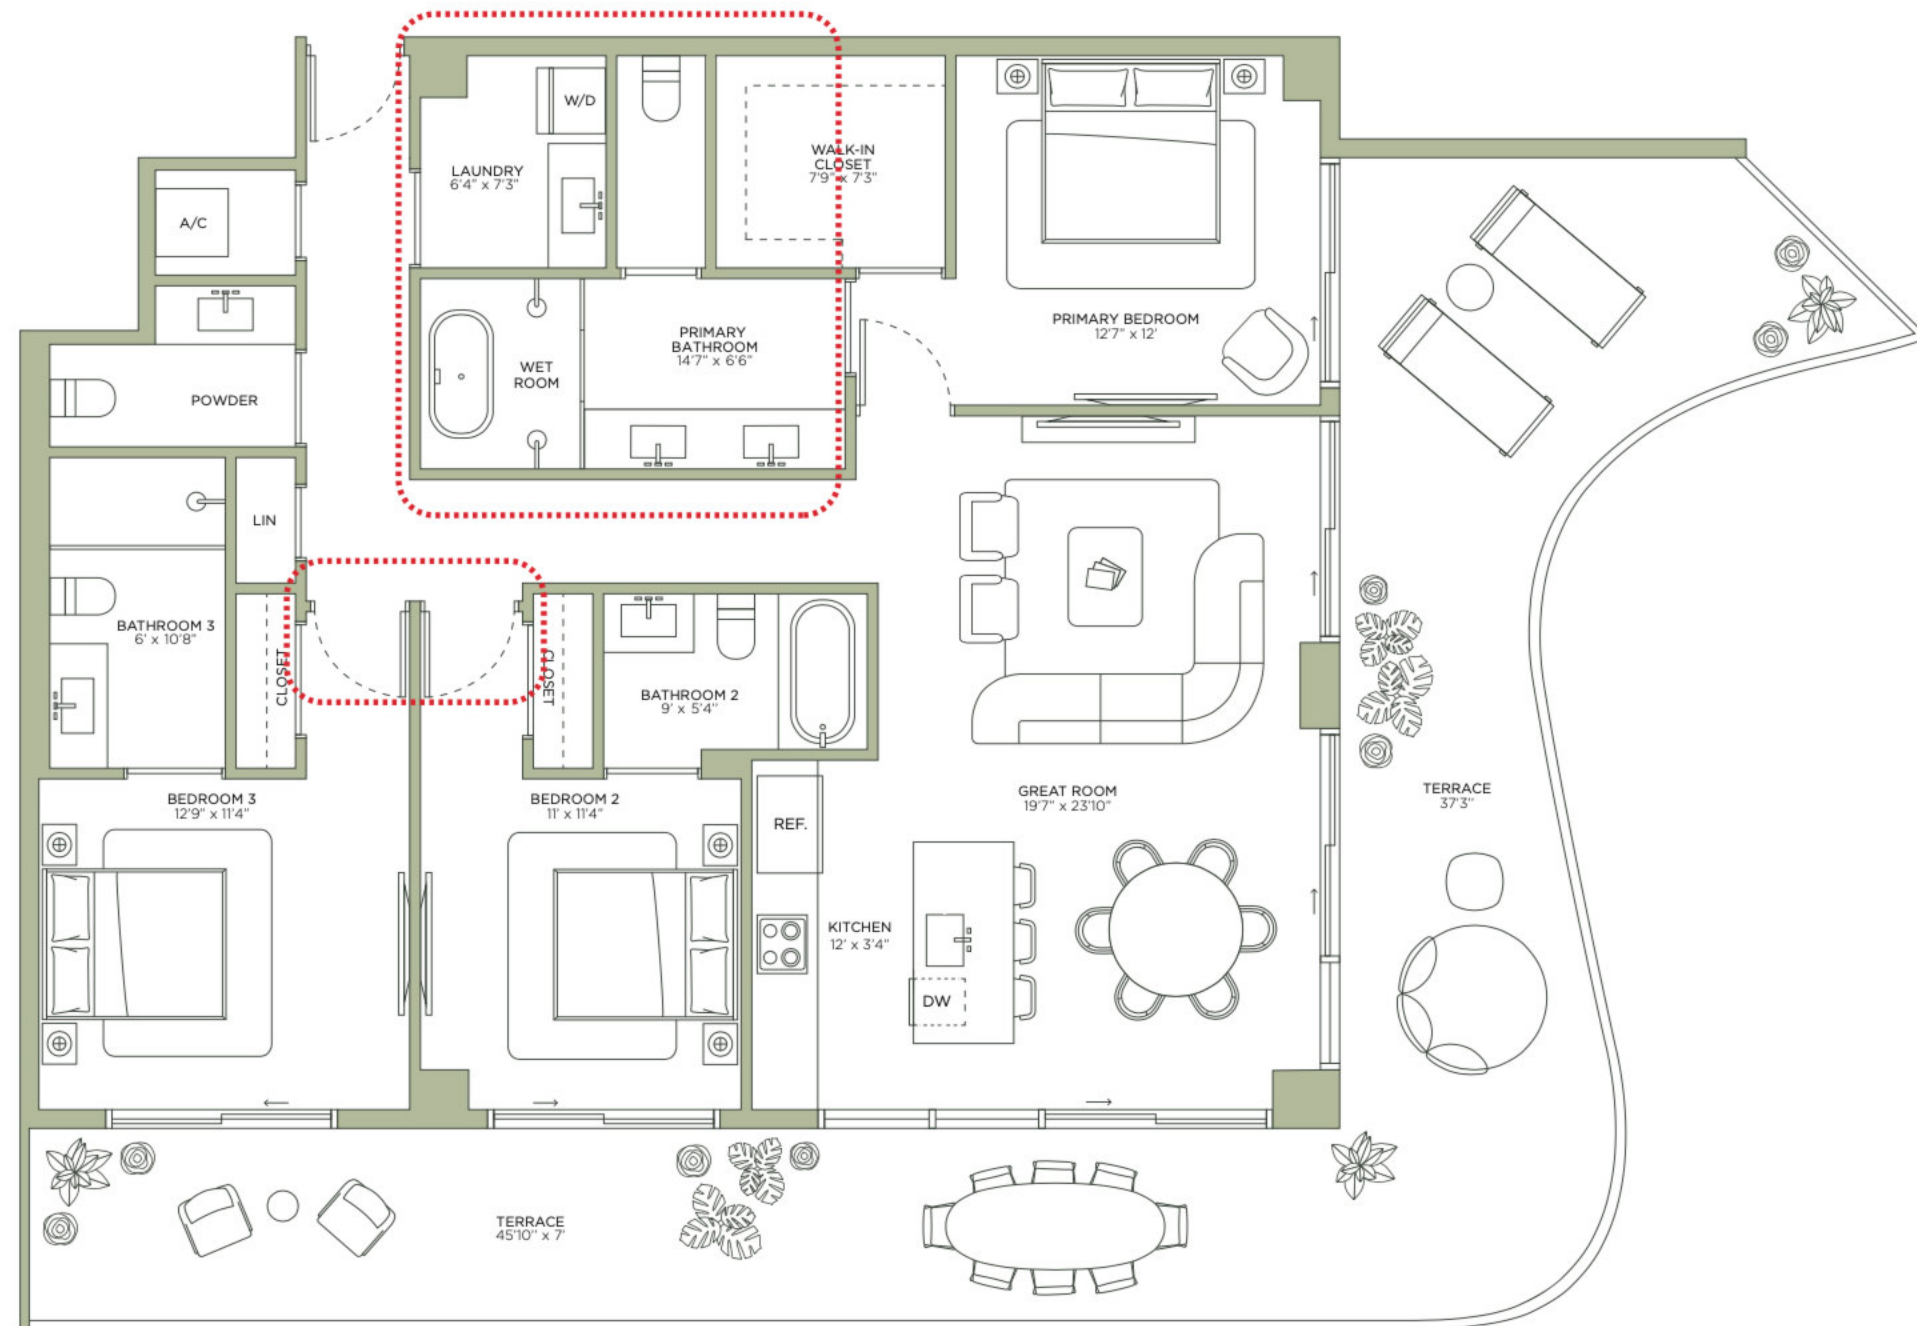 W/D
LAUNDRY
6'4" x 7'3"
WALK-IN
CLOSET
7'9" x 7'3"
A/C
PRIMARY BEDROOM
12'7" x 12'
PRIMARY
BATHROOM
14'7" x 6'6"
WET
ROOM
POWDER
LIN
BATHROOM 3
6' x 10'8"
CLOSET
CLOSET
BATHROOM 2
9' x 5'4"
BEDROOM 3
12'9" x 11'4"
BEDROOM 2
11' x 11'4"
REF.
GREAT ROOM
19'7" x 23'10"
TERRACE
37'3"
KITCHEN
12' x 3'4"
DW
TERRACE
45'10" x 7'